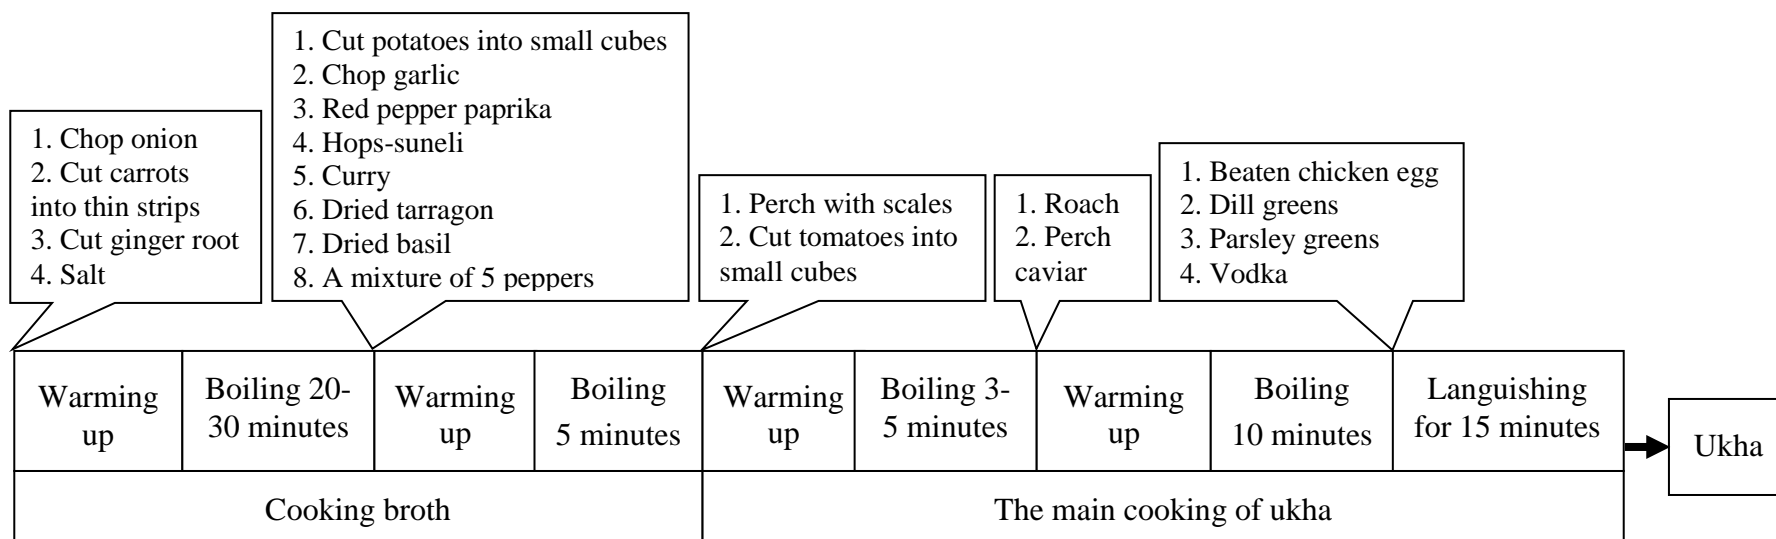 1. Chop onion
2. Cut carrots
into thin strips
3. Cut ginger root
4. Salt
1. Cut potatoes into small cubes
2. Chop garlic
3. Red pepper paprika
4. Hops-suneli
5. Curry
6. Dried tarragon
7. Dried basil
8. A mixture of 5 peppers
1. Perch with scales
2. Cut tomatoes into
small cubes
1. Roach
2. Perch
caviar
1. Beaten chicken egg
2. Dill greens
3. Parsley greens
4. Vodka
Warming
up
Boiling 20-
30 minutes
Warming
up
Boiling
5 minutes
Warming
up
Boiling 3-
5 minutes
Warming
up
Boiling
10 minutes
Languishing
for 15 minutes
Ukha
Cooking broth
The main cooking of ukha